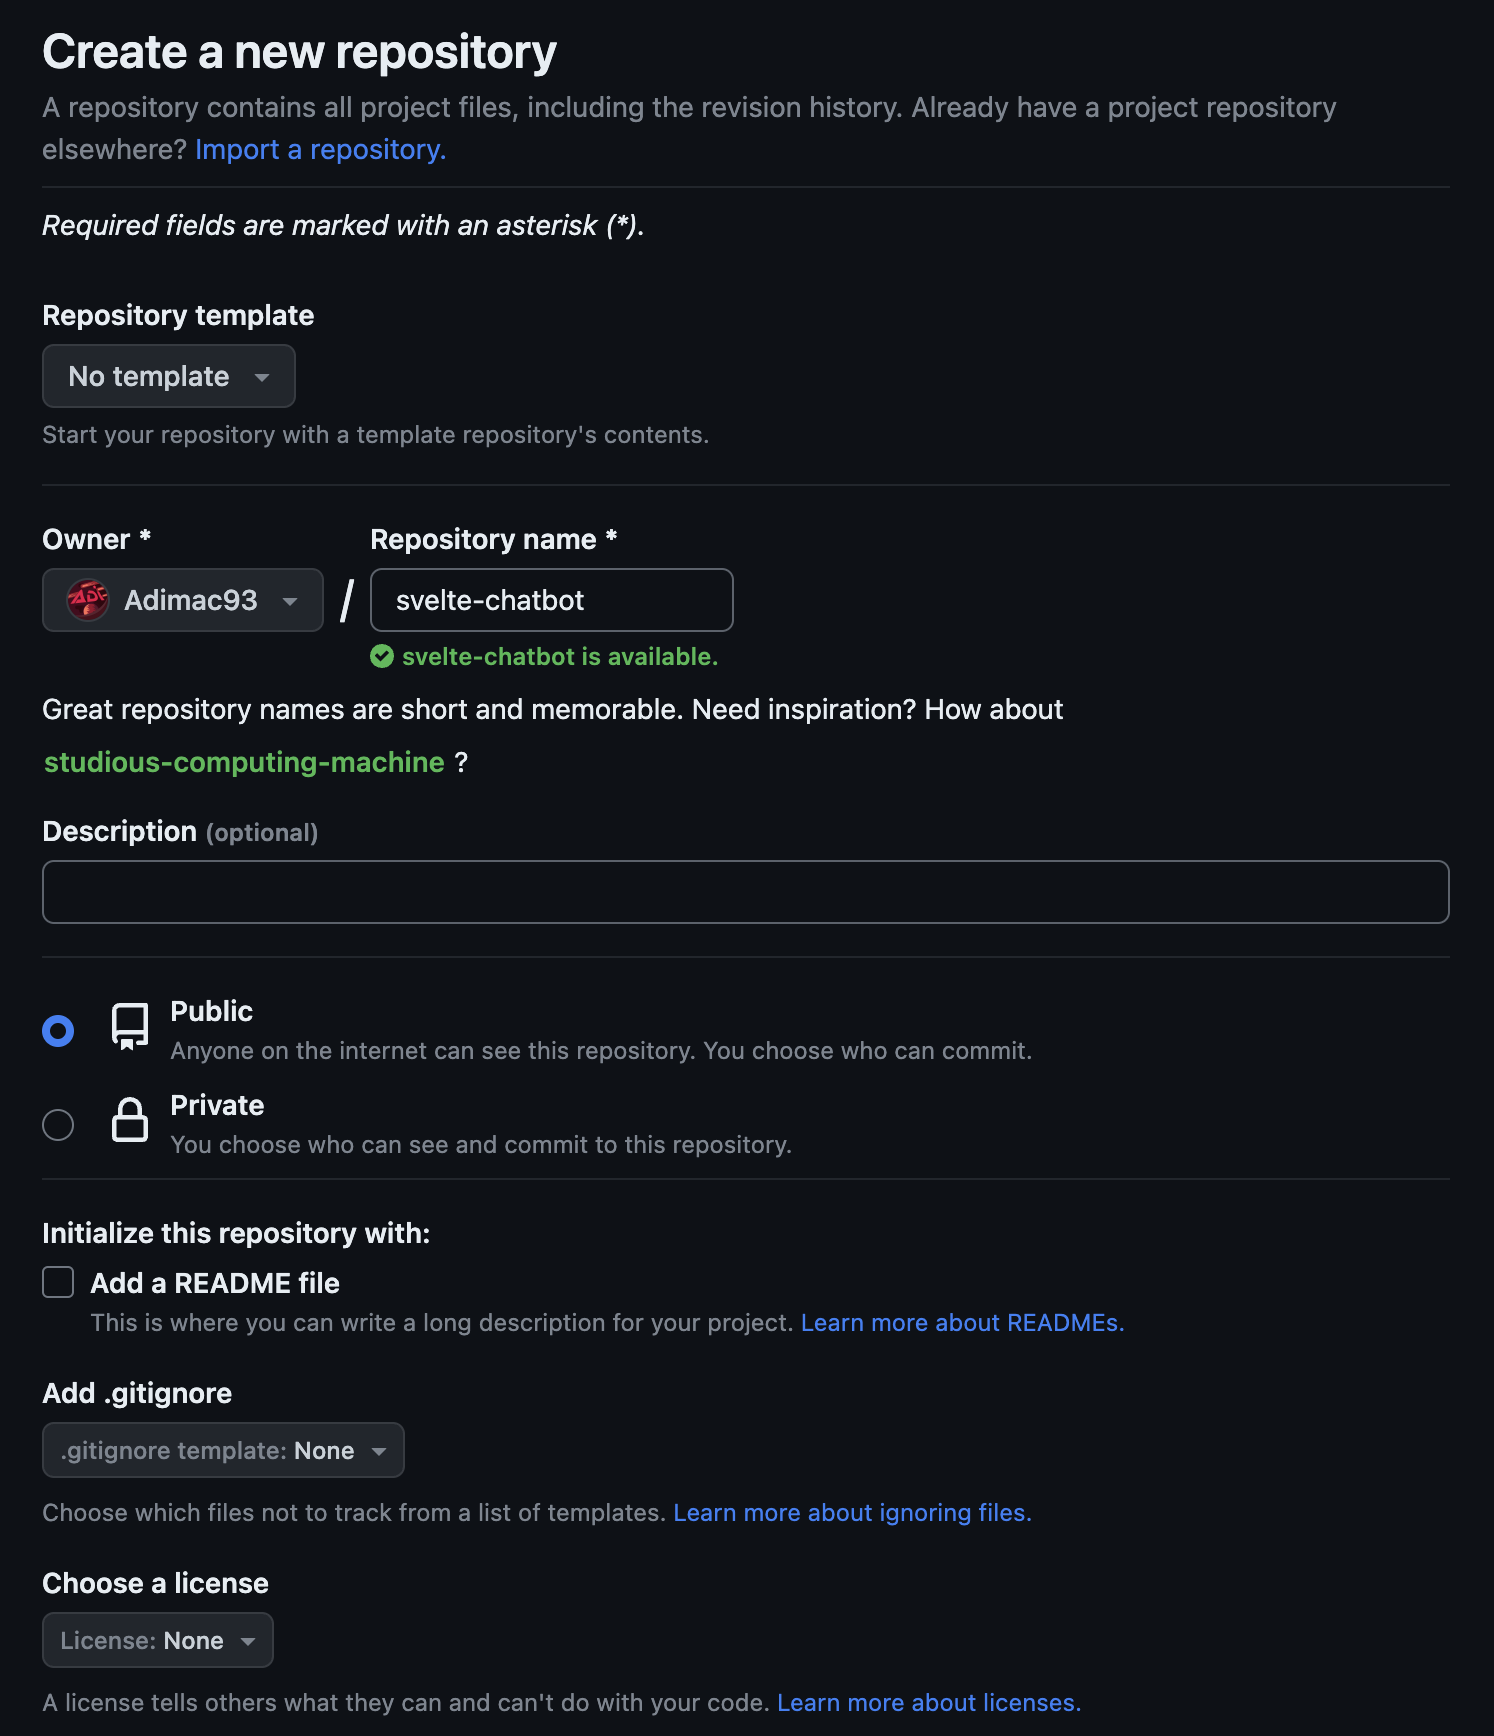 Create a new repository
A repository contains all project files, including the revision history. Already have a project repository
elsewhere? Import a repository.
Required fields are marked with an asterisk (*).
Repository template
No template
Start your repository with a template repository's contents.
Owner *
Repository name *
Adimac93
/
svelte-chatbot
svelte-chatbot is available.
Great repository names are short and memorable. Need inspiration? How about
studious-computing-machine ?
Description (optional)
Public
Anyone on the internet can see this repository. You choose who can commit.
Private
You choose who can see and commit to this repository.
Initialize this repository with:
Add a README file
This is where you can write a long description for your project. Learn more about READMEs.
Add .gitignore
.gitignore template: None
Choose which files not to track from a list of templates. Learn more about ignoring files.
Choose a license
License: None
A license tells others what they can and can't do with your code. Learn more about licenses.